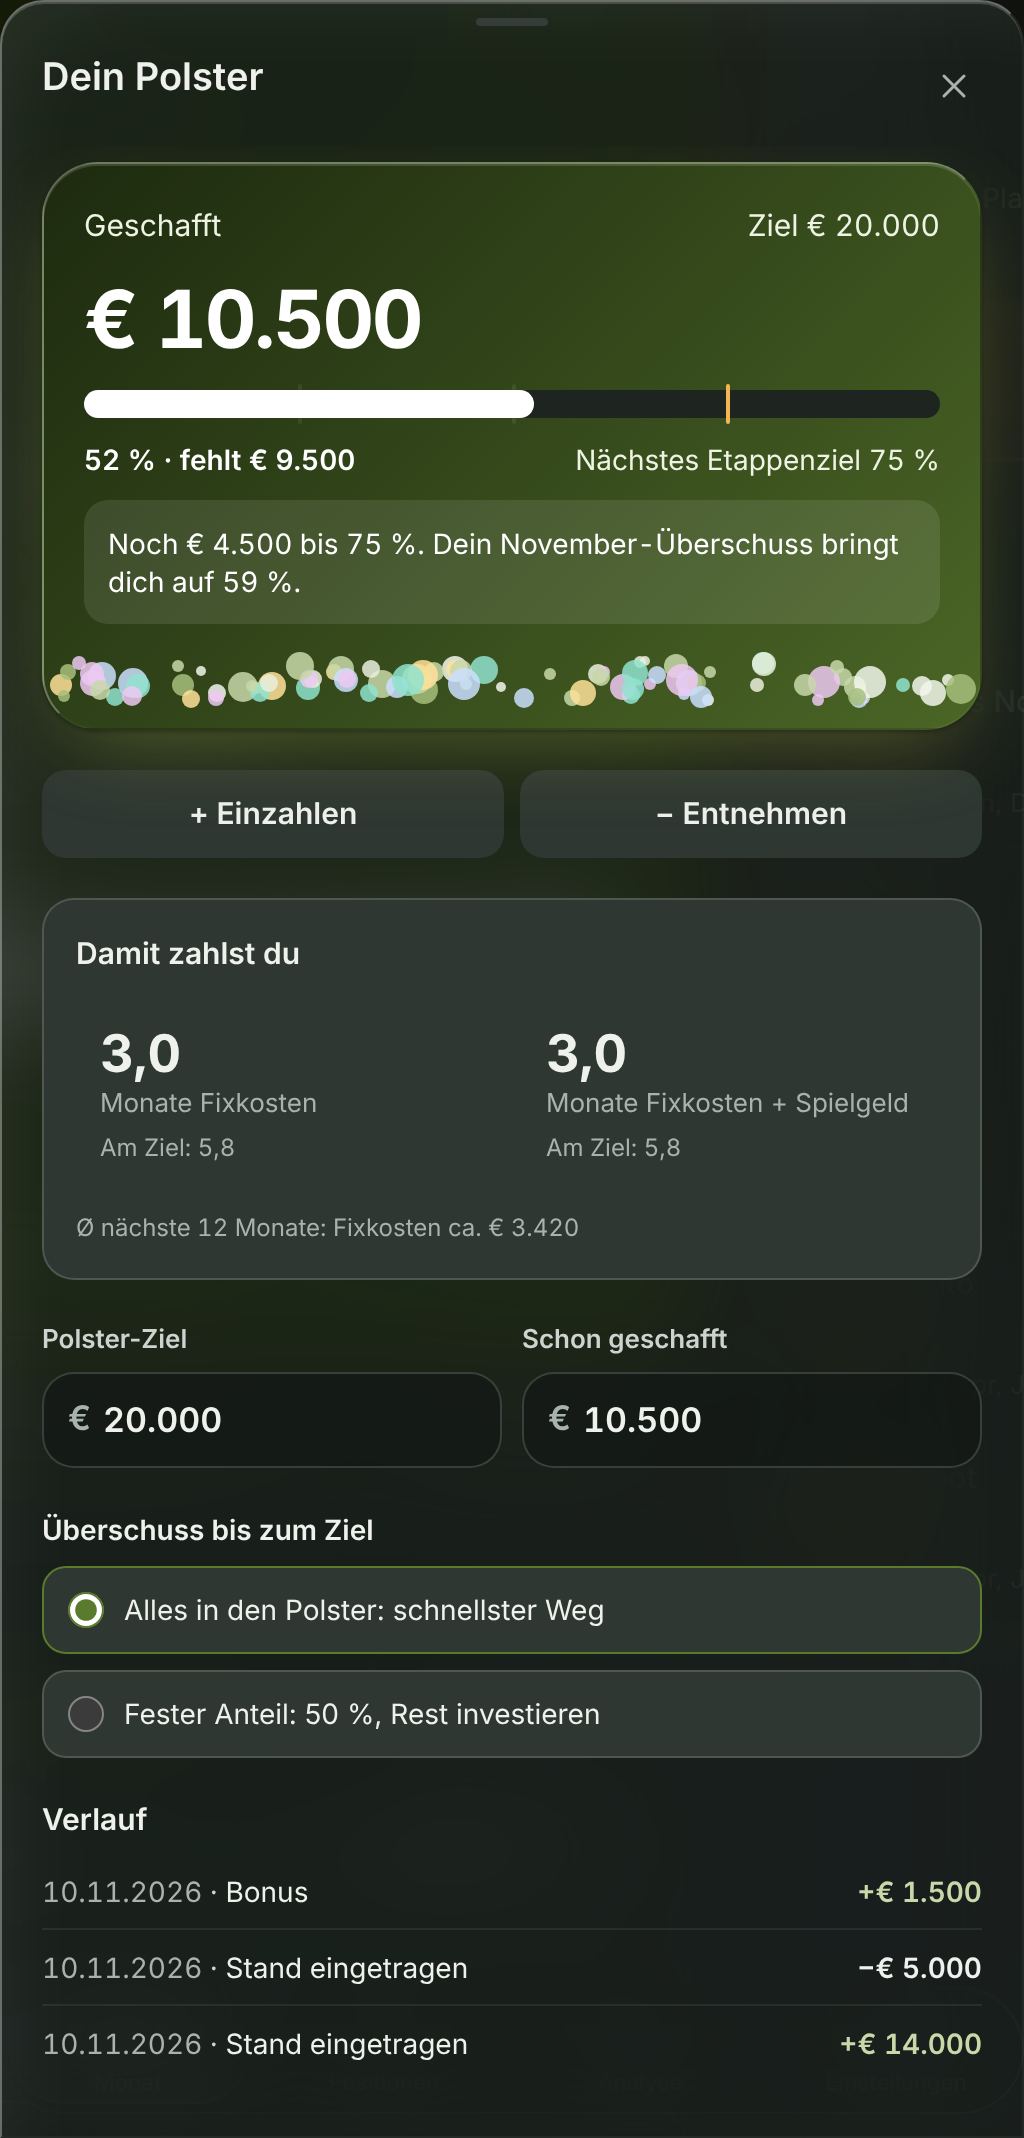 Dein Polster
Geschafft
Ziel € 20.000
€ 10.500
52 % · fehlt € 9.500
Nächstes Etappenziel 75 %
Noch € 4.500 bis 75 %. Dein November-Überschuss bringt
dich auf 59 %.
+ Einzahlen
− Entnehmen
Damit zahlst du
3,0
Monate Fixkosten
Am Ziel: 5,8
3,0
Monate Fixkosten + Spielgeld
Am Ziel: 5,8
Ø nächste 12 Monate: Fixkosten ca. € 3.420
Polster-Ziel
€ 20.000
Schon geschafft
€ 10.500
Überschuss bis zum Ziel
Alles in den Polster: schnellster Weg
Fester Anteil: 50 %, Rest investieren
Verlauf
10.11.2026 · Bonus
+€ 1.500
10.11.2026 · Stand eingetragen
−€ 5.000
10.11.2026 · Stand eingetragen
+€ 14.000
Monat
Positionen
Analyse
Einstellungen